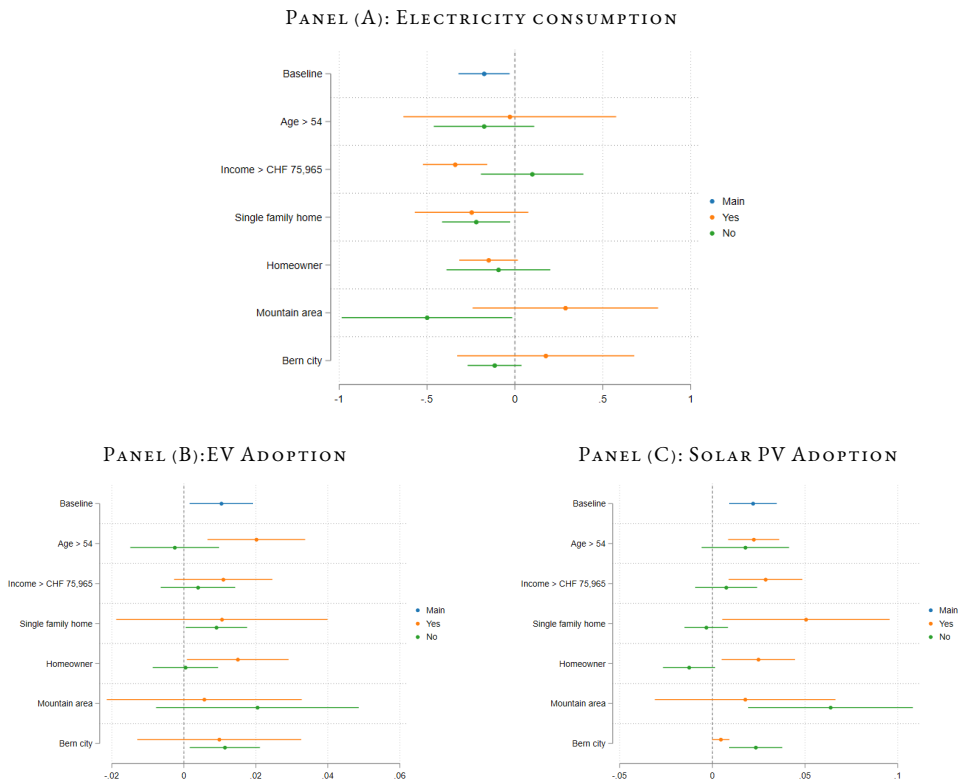 Panel (A): Electricity consumption
Baseline
Age > 54
Income > CHF 75,965
Single family home
Homeowner
Mountain area
Bern city
-1 -.5 0 .5 1
Main
Yes
No
Panel (B):EV Adoption
Baseline
Age > 54
Income > CHF 75,965
Single family home
Homeowner
Mountain area
Bern city
-.02 0 .02 .04 .06
Main
Yes
No
Panel (C): Solar PV Adoption
Baseline
Age > 54
Income > CHF 75,965
Single family home
Homeowner
Mountain area
Bern city
-.05 0 .05 .1
Main
Yes
No